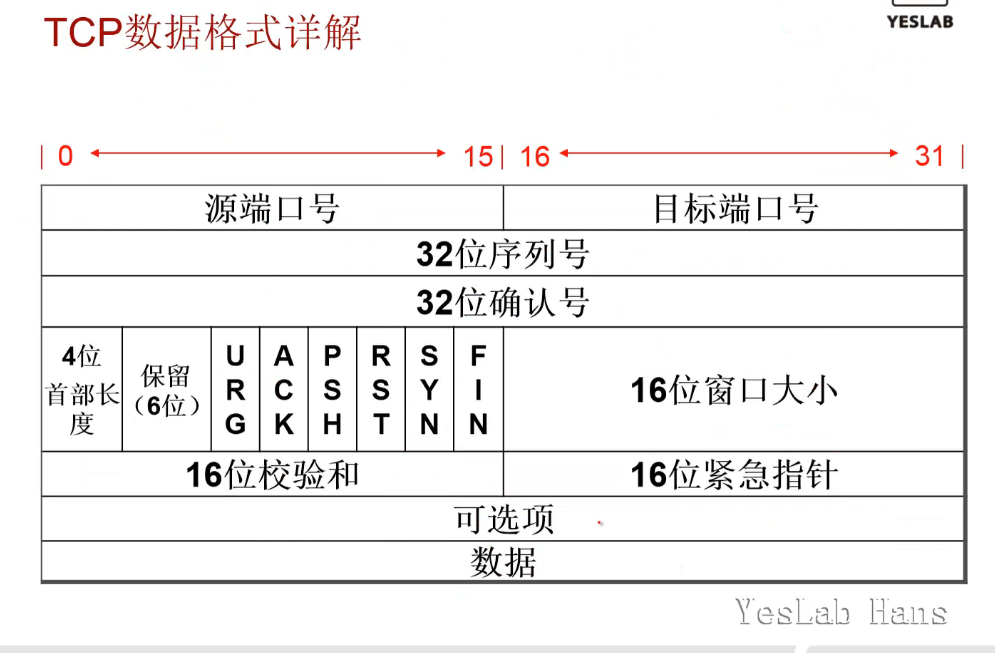 YESLAB
TCP数据格式详解
0 15 16 31
源端口号 目标端口号
32位序列号
32位确认号
4位首部长度 保留（6位） URG ACK PSH RST SYN FIN 16位窗口大小
16位校验和 16位紧急指针
可选项
数据
YesLab Hans